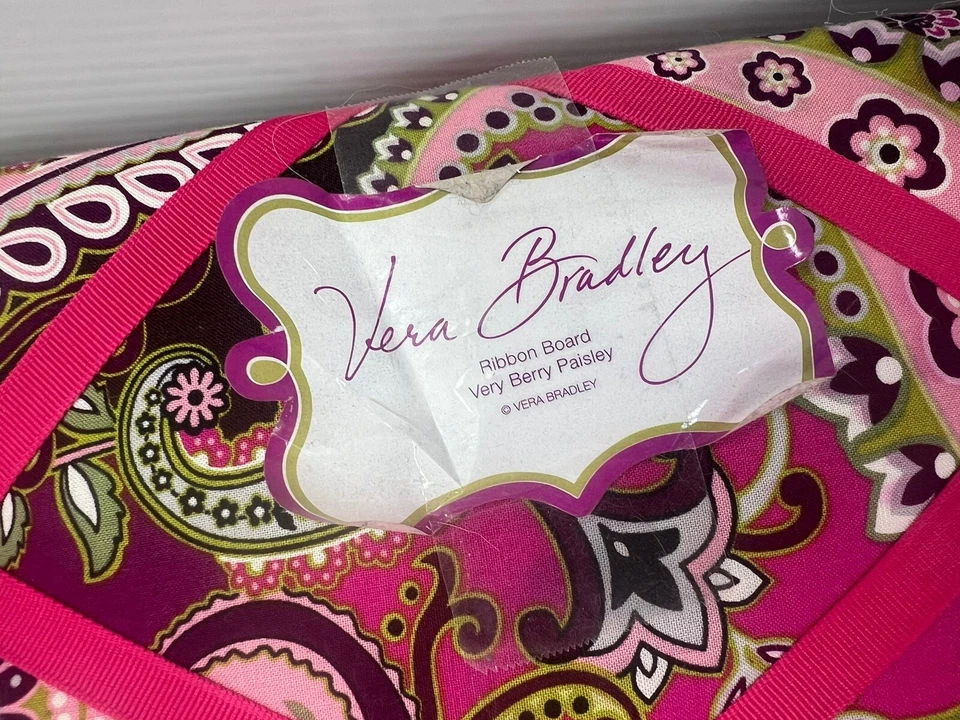 Vera Bradley
Ribbon Board
Very Berry Paisley
© VERA BRADLEY